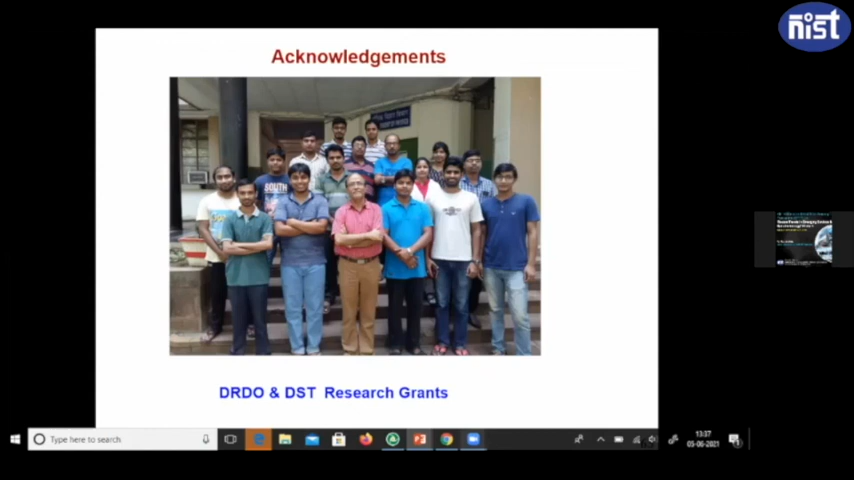 nist
Acknowledgements
SOUTH
DRDO & DST Research Grants
Type here to search
13:37
05-06-2021